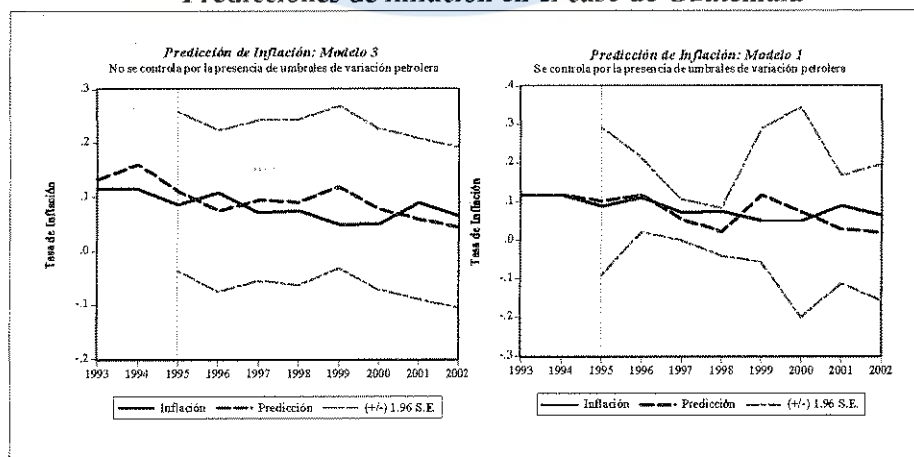 Predicciones de inflación en el caso de Guatemala
Predicción de Inflación: Modelo 3
No se controla por la presencia de umbrales de variación petrolera
.3
.2
.1
.0
-.1
-.2
Tasa de Inflación
1993 1994 1995 1996 1997 1998 1999 2000 2001 2002
Inflación Predicción (+/-) 1.96 S.E.
Predicción de Inflación: Modelo 1
Se controla por la presencia de umbrales de variación petrolera
.4
.3
.2
.1
.0
-.1
-.2
-.3
Tasa de Inflación
1993 1994 1995 1996 1997 1998 1999 2000 2001 2002
Inflación Predicción (+/-) 1.96 S.E.